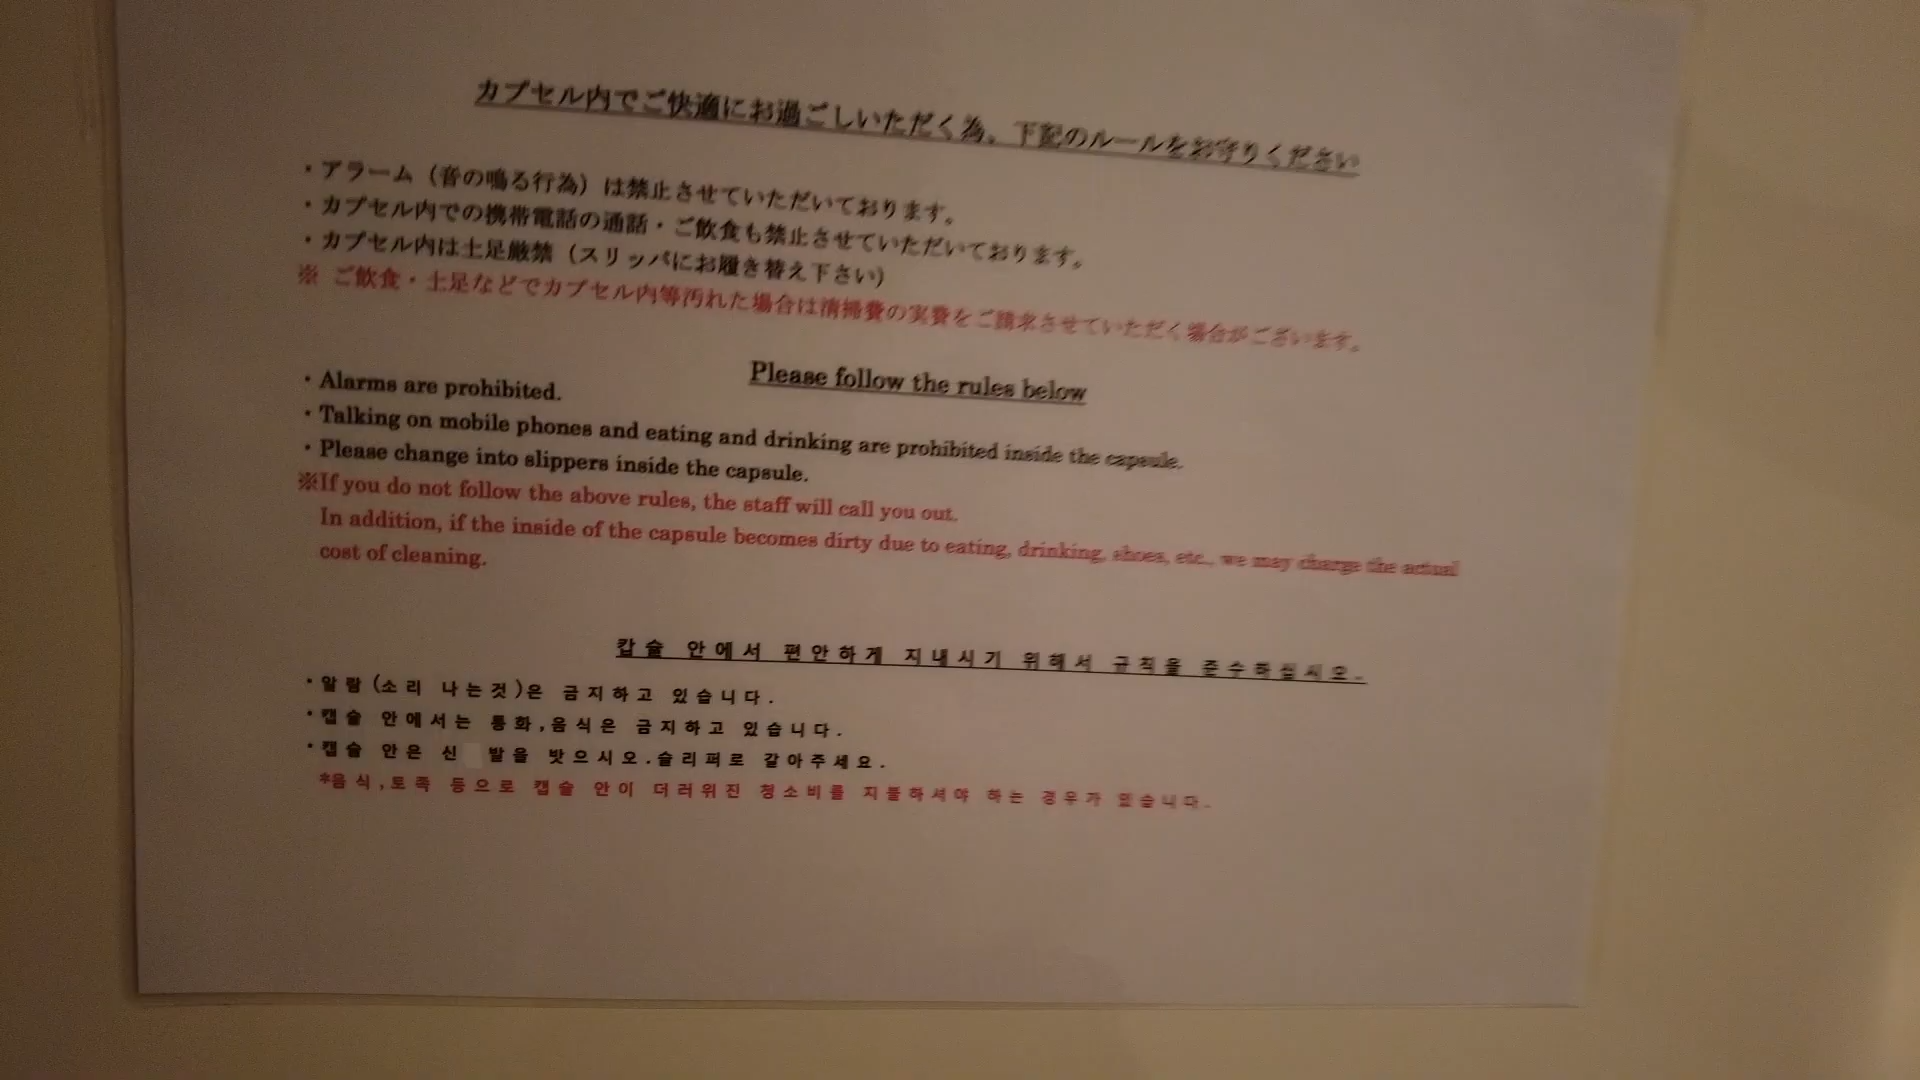 カプセル内でご快適にお過ごしいただく為、下記のルールをお守りください
・アラーム（音の鳴る行為）は禁止させていただいております。
・カプセル内での携帯電話の通話・ご飲食も禁止させていただいております。
・カプセル内は土足厳禁（スリッパにお履き替え下さい）
※ ご飲食・土足などでカプセル内等汚れた場合は清掃費の実費をご請求させていただく場合がございます。
Please follow the rules below
・Alarms are prohibited.
・Talking on mobile phones and eating and drinking are prohibited inside the capsule.
・Please change into slippers inside the capsule.
※If you do not follow the above rules, the staff will call you out.
In addition, if the inside of the capsule becomes dirty due to eating, drinking, shoes, etc., we may charge the actual
cost of cleaning.
캅슐 안에서 편안하게 지내시기 위해서 규칙을 준수하십시오.
・알람(소리 나는것)은 금지하고 있습니다.
・캡슐 안에서는 통화,음식은 금지하고 있습니다.
・캡슐 안은 신 발을 밧으시오.슬리퍼로 갈아주세요.
*음식,토족 등으로 캡슐 안이 더러워진 청소비를 지불하셔야 하는 경우가 있습니다.